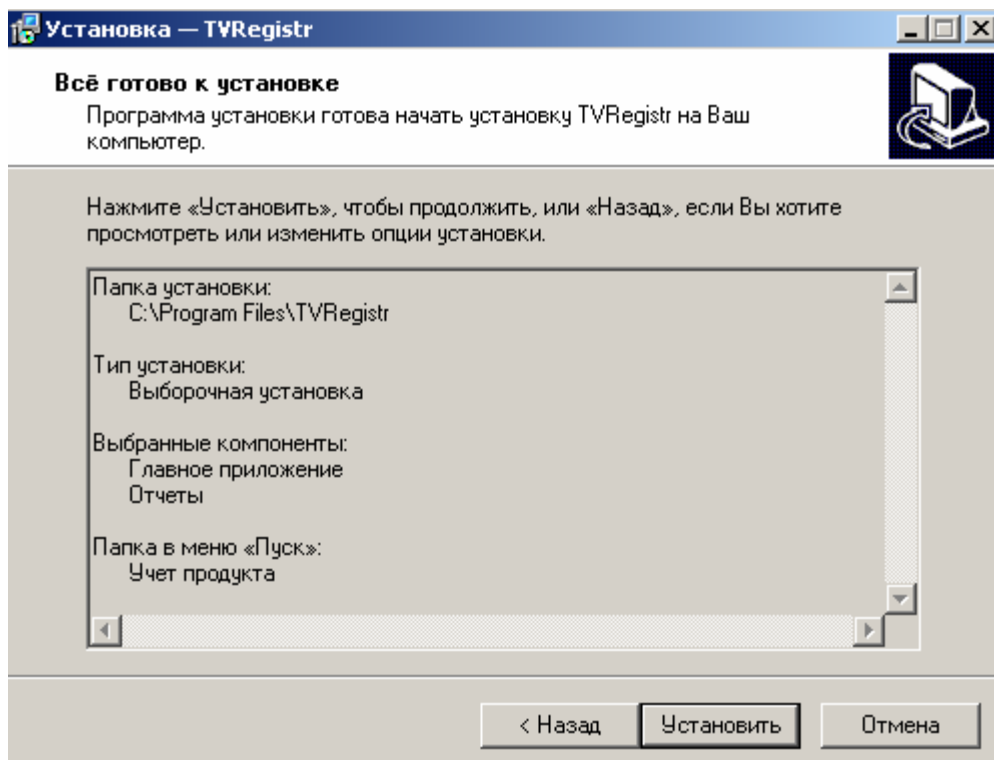 Установка — TVRegistr
Всё готово к установке
Программа установки готова начать установку TVRegistr на Ваш
компьютер.
Нажмите «Установить», чтобы продолжить, или «Назад», если Вы хотите
просмотреть или изменить опции установки.
Папка установки:
C:\Program Files\TVRegistr
Тип установки:
Выборочная установка
Выбранные компоненты:
Главное приложение
Отчеты
Папка в меню «Пуск»:
Учет продукта
< Назад
Установить
Отмена